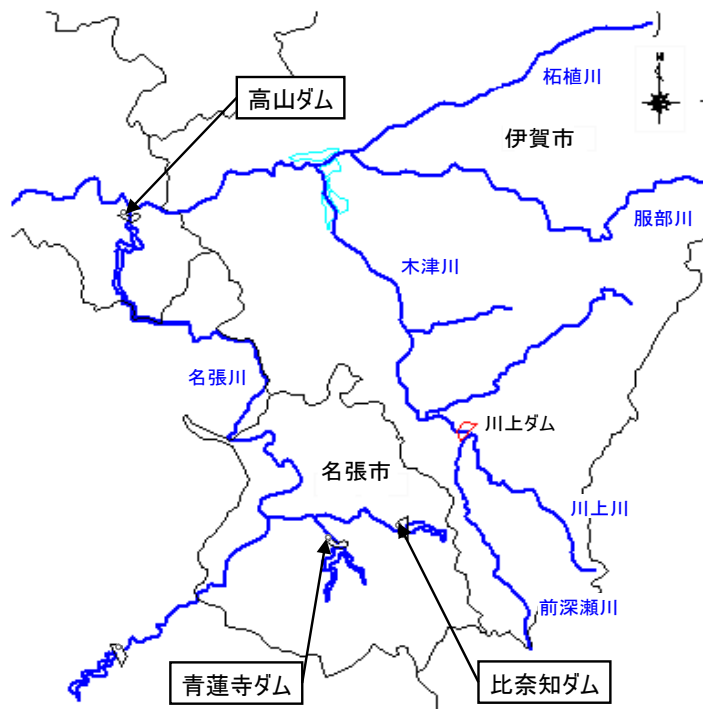 柘植川
高山ダム
N
伊賀市
服部川
木津川
名張川
川上ダム
名張市
川上川
前深瀬川
青蓮寺ダム
比奈知ダム